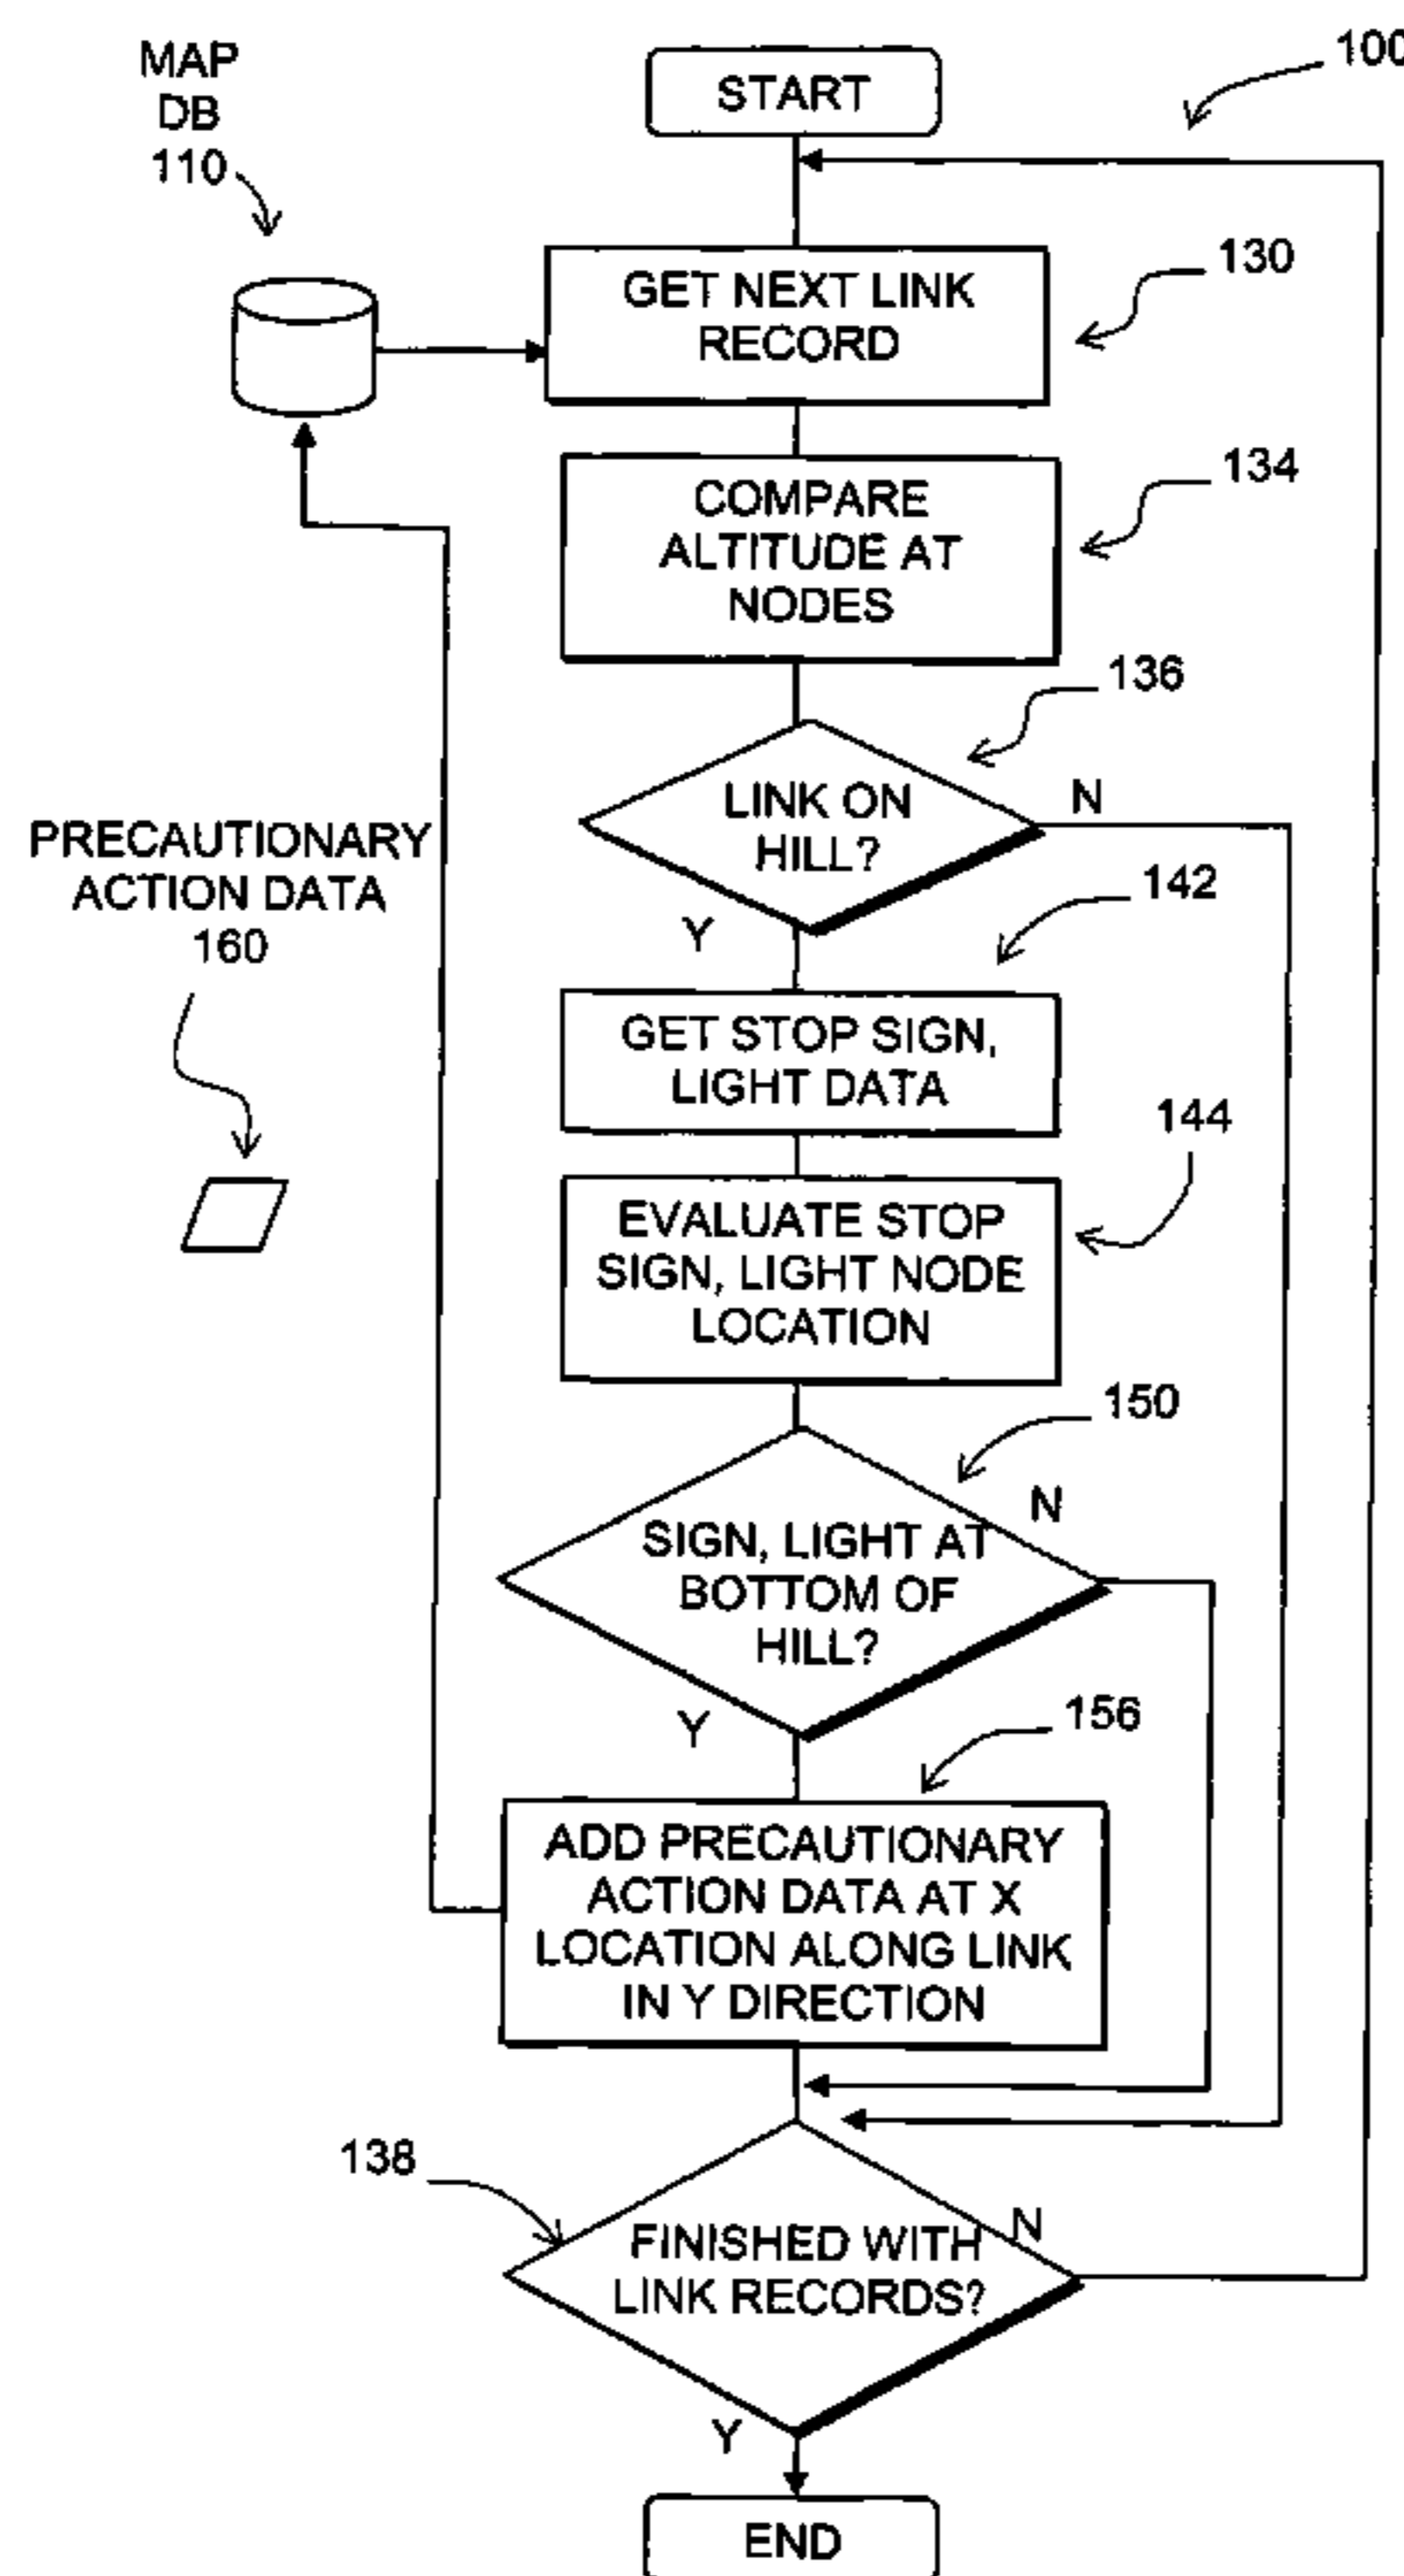 MAP
DB
110
START
100
GET NEXT LINK
RECORD
130
COMPARE
ALTITUDE AT
NODES
134
136
LINK ON
HILL?
N
Y
PRECAUTIONARY
ACTION DATA
160
142
GET STOP SIGN,
LIGHT DATA
144
EVALUATE STOP
SIGN, LIGHT NODE
LOCATION
150
N
SIGN, LIGHT AT
BOTTOM OF
HILL?
Y
156
ADD PRECAUTIONARY
ACTION DATA AT X
LOCATION ALONG LINK
IN Y DIRECTION
138
N
FINISHED WITH
LINK RECORDS?
Y
END